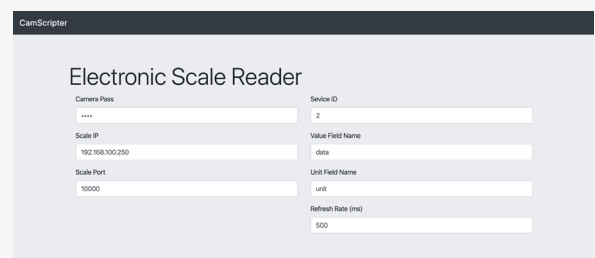 CamScripter
Electronic Scale Reader
Camera Pass
••••
Scale IP
192.168.100.250
Scale Port
10000
Sevice ID
2
Value Field Name
data
Unit Field Name
unit
Refresh Rate (ms)
500